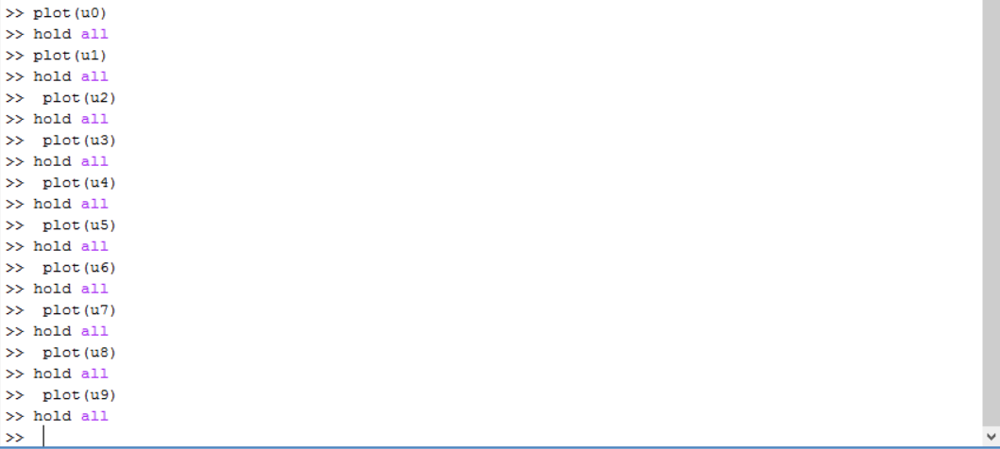 >> plot(u0)
>> hold all
>> plot(u1)
>> hold all
>>  plot(u2)
>> hold all
>>  plot(u3)
>> hold all
>>  plot(u4)
>> hold all
>>  plot(u5)
>> hold all
>>  plot(u6)
>> hold all
>>  plot(u7)
>> hold all
>>  plot(u8)
>> hold all
>>  plot(u9)
>> hold all
>>